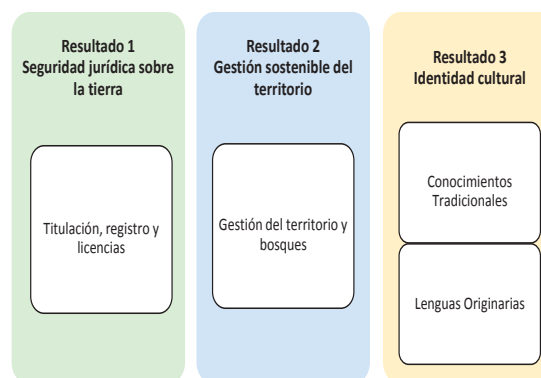 Resultado 1
Seguridad jurídica sobre
la tierra
Titulación, registro y
licencias
Resultado 2
Gestión sostenible del
territorio
Gestión del territorio y
bosques
Resultado 3
Identidad cultural
Conocimientos
Tradicionales
Lenguas Originarias